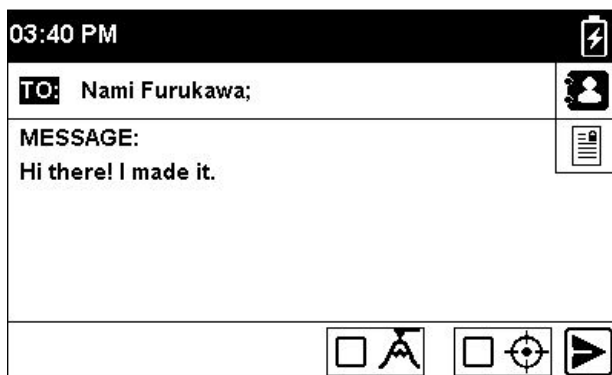 03:40 PM
TO: Nami Furukawa;
MESSAGE:
Hi there! I made it.